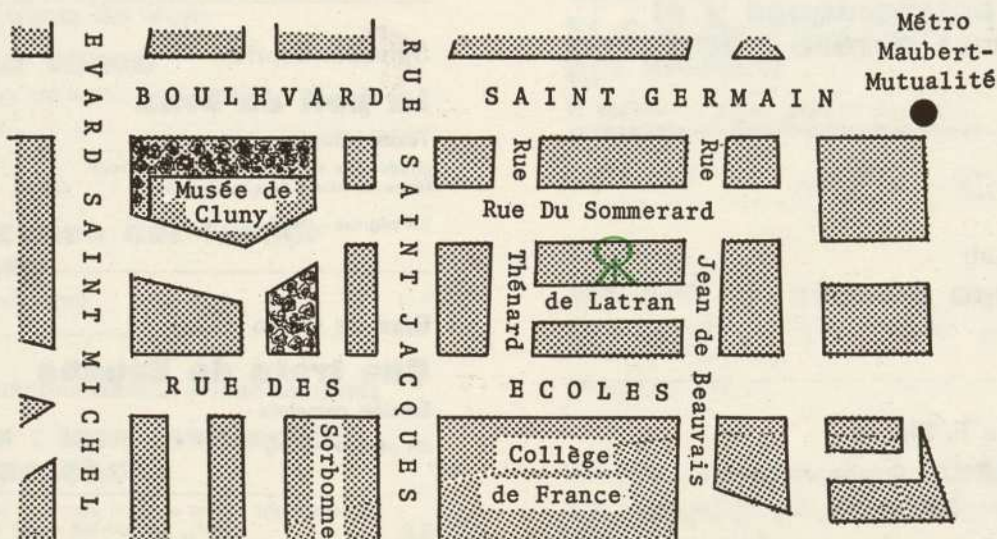 Métro
Maubert-
Mutualité
BOULEVARD SAINT GERMAIN
EVARD SAINT MICHEL
RUE SAINT JACQUES
Musée de
Cluny
Rue
Rue
Rue Du Sommerard
Thénard
de Latran
Jean de Beauvais
RUE DES ECOLES
Sorbonne
Collège
de France